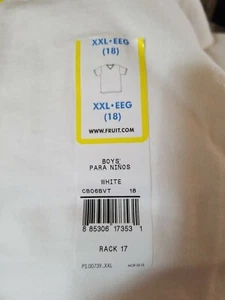 XXL•EEG
(18)
XXL•EEG
(18)
WWW.FRUIT.COM
BOYS'
PARA NIÑOS
WHITE
CB06BVT 18
8 85306 17353 1
RACK 17